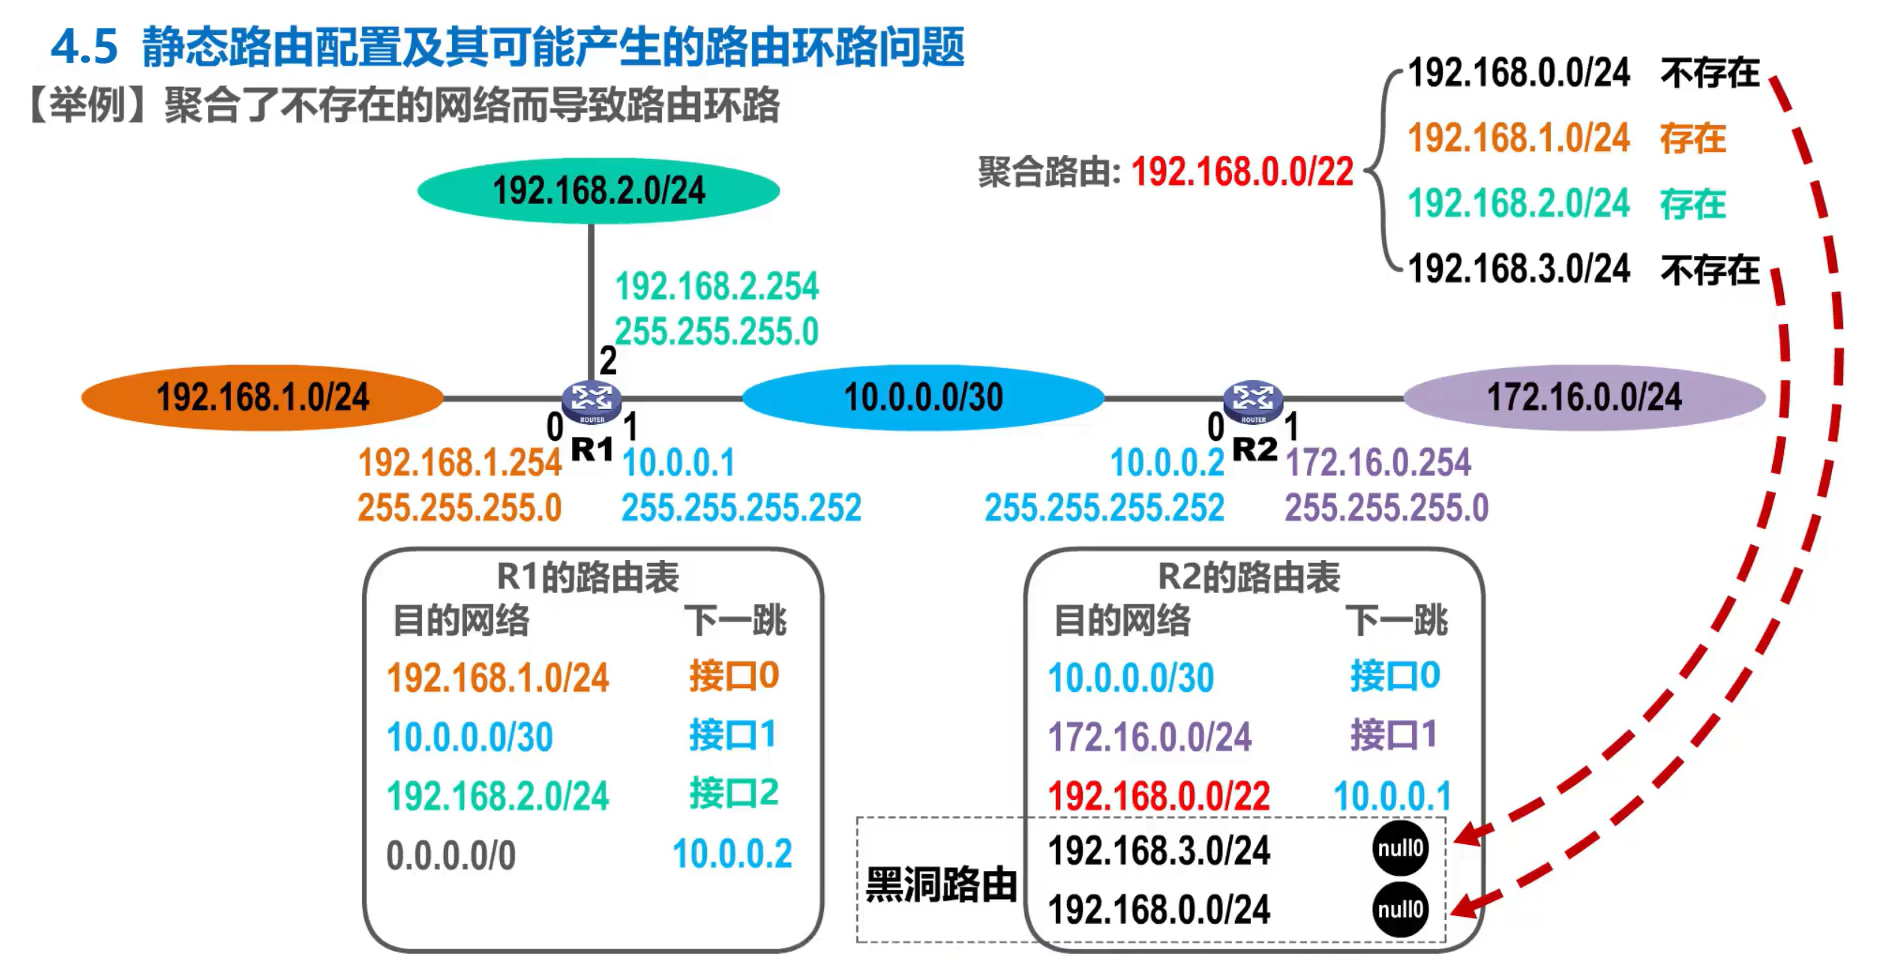 4.5 静态路由配置及其可能产生的路由环路问题
【举例】聚合了不存在的网络而导致路由环路
聚合路由: 192.168.0.0/22
192.168.0.0/24 不存在
192.168.1.0/24 存在
192.168.2.0/24 存在
192.168.3.0/24 不存在
192.168.2.0/24
192.168.2.254
255.255.255.0
2
192.168.1.0/24
ROUTER
10.0.0.0/30
ROUTER
172.16.0.0/24
0 R1 1
0 R2 1
192.168.1.254
255.255.255.0
10.0.0.1
255.255.255.252
10.0.0.2
255.255.255.252
172.16.0.254
255.255.255.0
R1的路由表
目的网络 下一跳
192.168.1.0/24 接口0
10.0.0.0/30 接口1
192.168.2.0/24 接口2
0.0.0.0/0 10.0.0.2
R2的路由表
目的网络 下一跳
10.0.0.0/30 接口0
172.16.0.0/24 接口1
192.168.0.0/22 10.0.0.1
黑洞路由
192.168.3.0/24 null0
192.168.0.0/24 null0